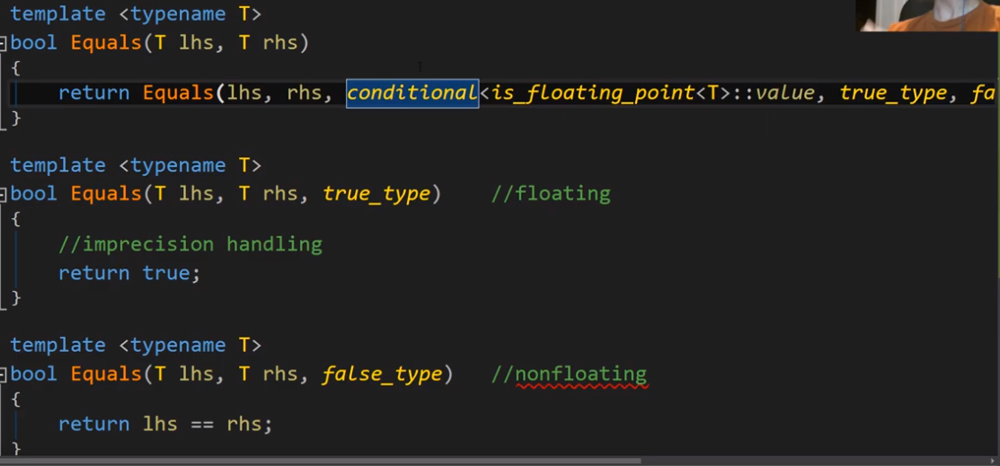 template <typename T>
bool Equals(T lhs, T rhs)
{
return Equals(lhs, rhs, conditional<is_floating_point<T>::value, true_type, fa
}
template <typename T>
bool Equals(T lhs, T rhs, true_type) //floating
{
//imprecision handling
return true;
}
template <typename T>
bool Equals(T lhs, T rhs, false_type) //nonfloating
{
return lhs == rhs;
}